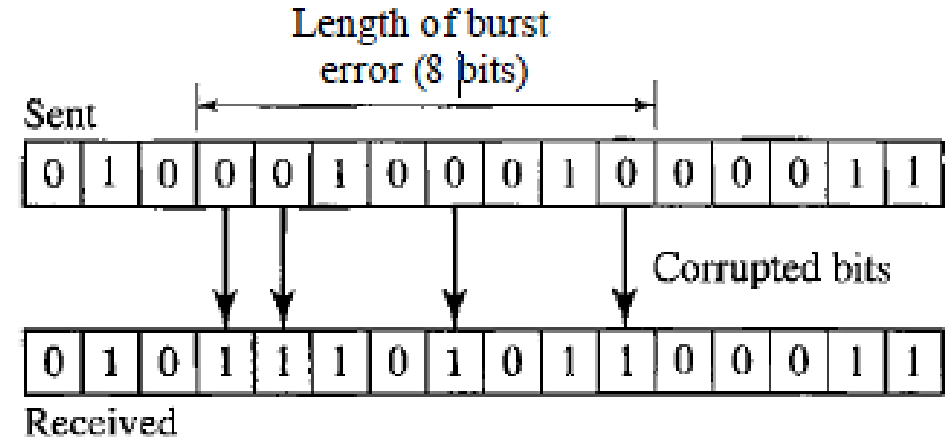 Length of burst
error (8 bits)
Sent
0 1 0 0 0 1 0 0 0 1 0 0 0 0 1 1
Corrupted bits
0 1 0 1 1 1 0 1 0 1 1 0 0 0 1 1
Received